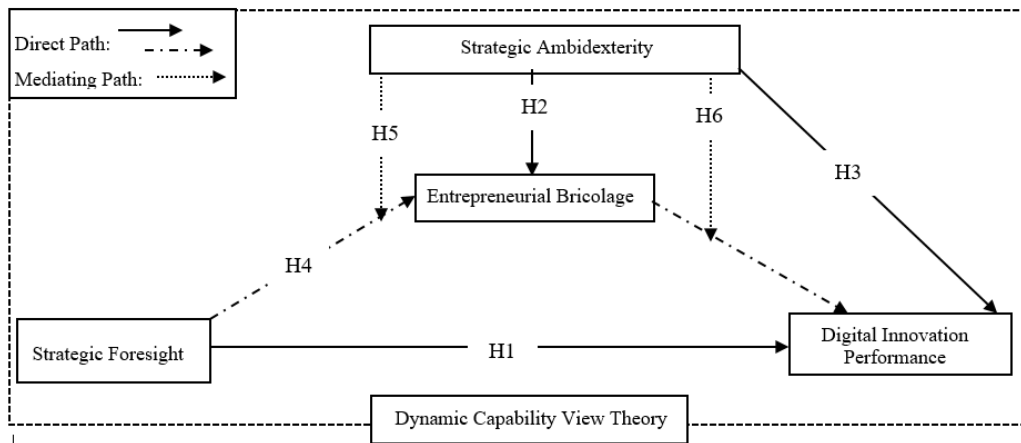 Direct Path:
Mediating Path:
Strategic Ambidexterity
H2
H6
H5
H3
Entrepreneurial Bricolage
H4
Strategic Foresight
H1
Digital Innovation
Performance
Dynamic Capability View Theory